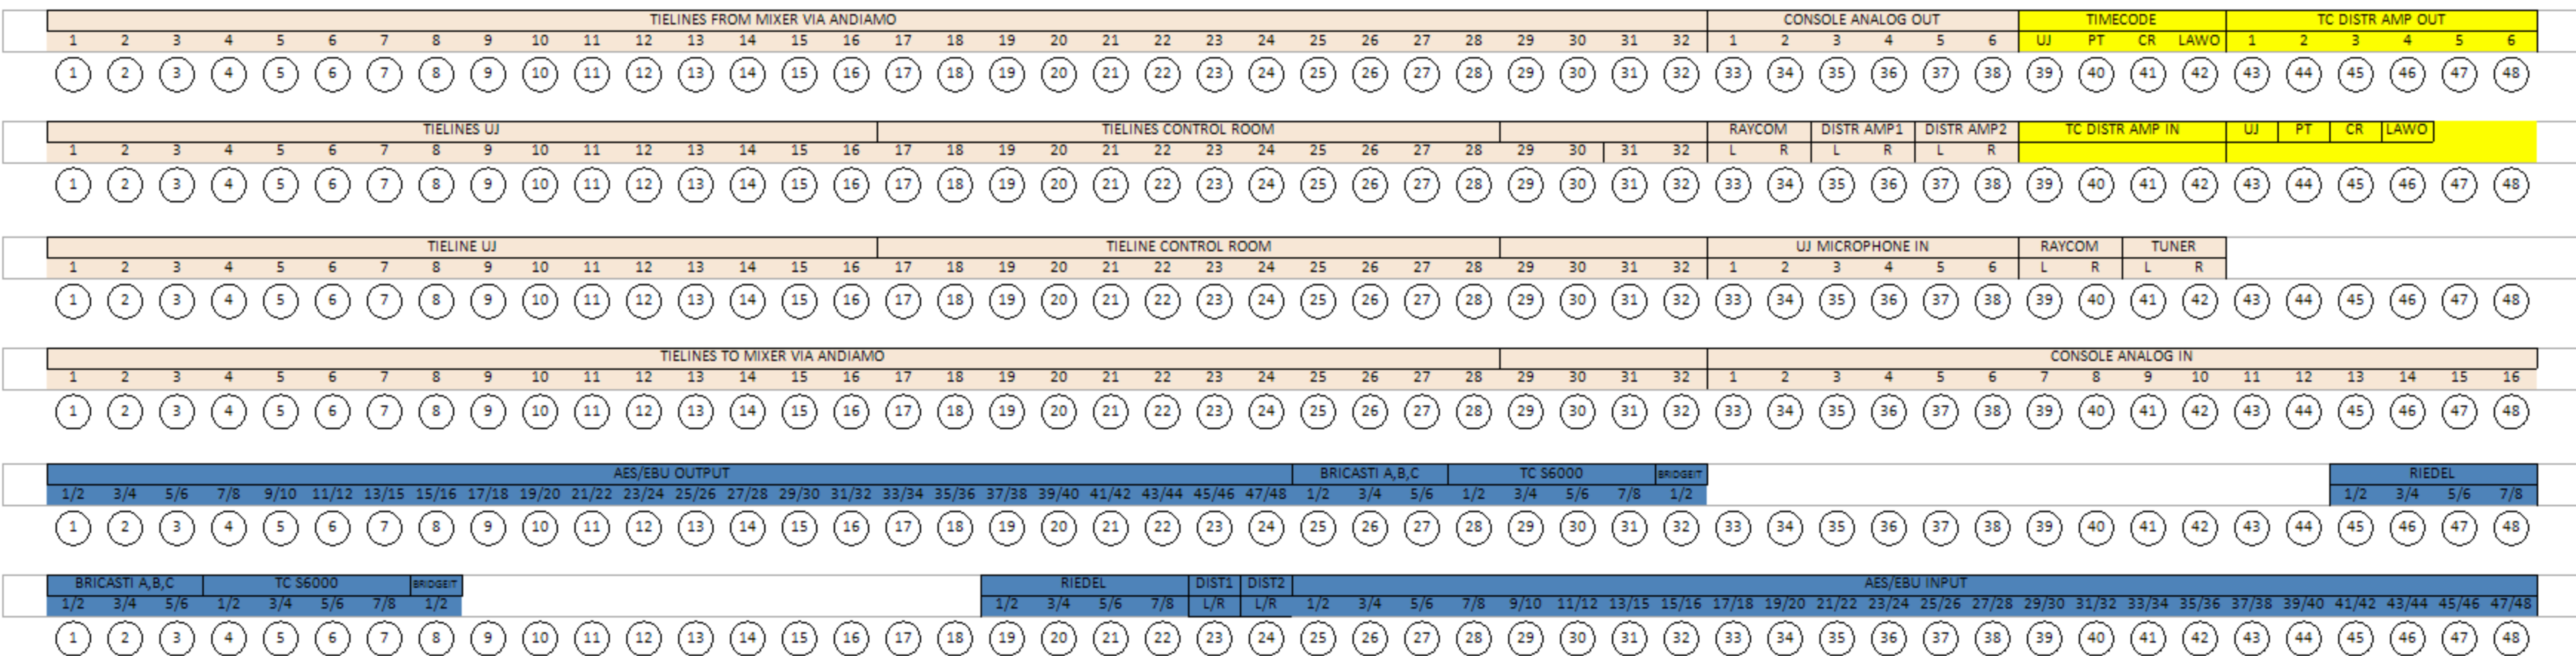 TIELINES FROM MIXER VIA ANDIAMO CONSOLE ANALOG OUT TIMECODE TC DISTR AMP OUT
1 2 3 4 5 6 7 8 9 10 11 12 13 14 15 16 17 18 19 20 21 22 23 24 25 26 27 28 29 30 31 32 1 2 3 4 5 6 UJ PT CR LAWO 1 2 3 4 5 6
1 2 3 4 5 6 7 8 9 10 11 12 13 14 15 16 17 18 19 20 21 22 23 24 25 26 27 28 29 30 31 32 33 34 35 36 37 38 39 40 41 42 43 44 45 46 47 48
TIELINES UJ TIELINES CONTROL ROOM RAYCOM DISTR AMP1 DISTR AMP2 TC DISTR AMP IN UJ PT CR LAWO
1 2 3 4 5 6 7 8 9 10 11 12 13 14 15 16 17 18 19 20 21 22 23 24 25 26 27 28 29 30 31 32 L R L R L R
1 2 3 4 5 6 7 8 9 10 11 12 13 14 15 16 17 18 19 20 21 22 23 24 25 26 27 28 29 30 31 32 33 34 35 36 37 38 39 40 41 42 43 44 45 46 47 48
TIELINE UJ TIELINE CONTROL ROOM UJ MICROPHONE IN RAYCOM TUNER
1 2 3 4 5 6 7 8 9 10 11 12 13 14 15 16 17 18 19 20 21 22 23 24 25 26 27 28 29 30 31 32 1 2 3 4 5 6 L R L R
1 2 3 4 5 6 7 8 9 10 11 12 13 14 15 16 17 18 19 20 21 22 23 24 25 26 27 28 29 30 31 32 33 34 35 36 37 38 39 40 41 42 43 44 45 46 47 48
TIELINES TO MIXER VIA ANDIAMO CONSOLE ANALOG IN
1 2 3 4 5 6 7 8 9 10 11 12 13 14 15 16 17 18 19 20 21 22 23 24 25 26 27 28 29 30 31 32 1 2 3 4 5 6 7 8 9 10 11 12 13 14 15 16
1 2 3 4 5 6 7 8 9 10 11 12 13 14 15 16 17 18 19 20 21 22 23 24 25 26 27 28 29 30 31 32 33 34 35 36 37 38 39 40 41 42 43 44 45 46 47 48
AES/EBU OUTPUT BRICASTI A,B,C TC S6000 BRIDGEIT RIEDEL
1/2 3/4 5/6 7/8 9/10 11/12 13/15 15/16 17/18 19/20 21/22 23/24 25/26 27/28 29/30 31/32 33/34 35/36 37/38 39/40 41/42 43/44 45/46 47/48 1/2 3/4 5/6 1/2 3/4 5/6 7/8 1/2 1/2 3/4 5/6 7/8
1 2 3 4 5 6 7 8 9 10 11 12 13 14 15 16 17 18 19 20 21 22 23 24 25 26 27 28 29 30 31 32 33 34 35 36 37 38 39 40 41 42 43 44 45 46 47 48
BRICASTI A,B,C TC S6000 BRIDGEIT RIEDEL DIST1 DIST2 AES/EBU INPUT
1/2 3/4 5/6 1/2 3/4 5/6 7/8 1/2 1/2 3/4 5/6 7/8 L/R L/R 1/2 3/4 5/6 7/8 9/10 11/12 13/15 15/16 17/18 19/20 21/22 23/24 25/26 27/28 29/30 31/32 33/34 35/36 37/38 39/40 41/42 43/44 45/46 47/48
1 2 3 4 5 6 7 8 9 10 11 12 13 14 15 16 17 18 19 20 21 22 23 24 25 26 27 28 29 30 31 32 33 34 35 36 37 38 39 40 41 42 43 44 45 46 47 48